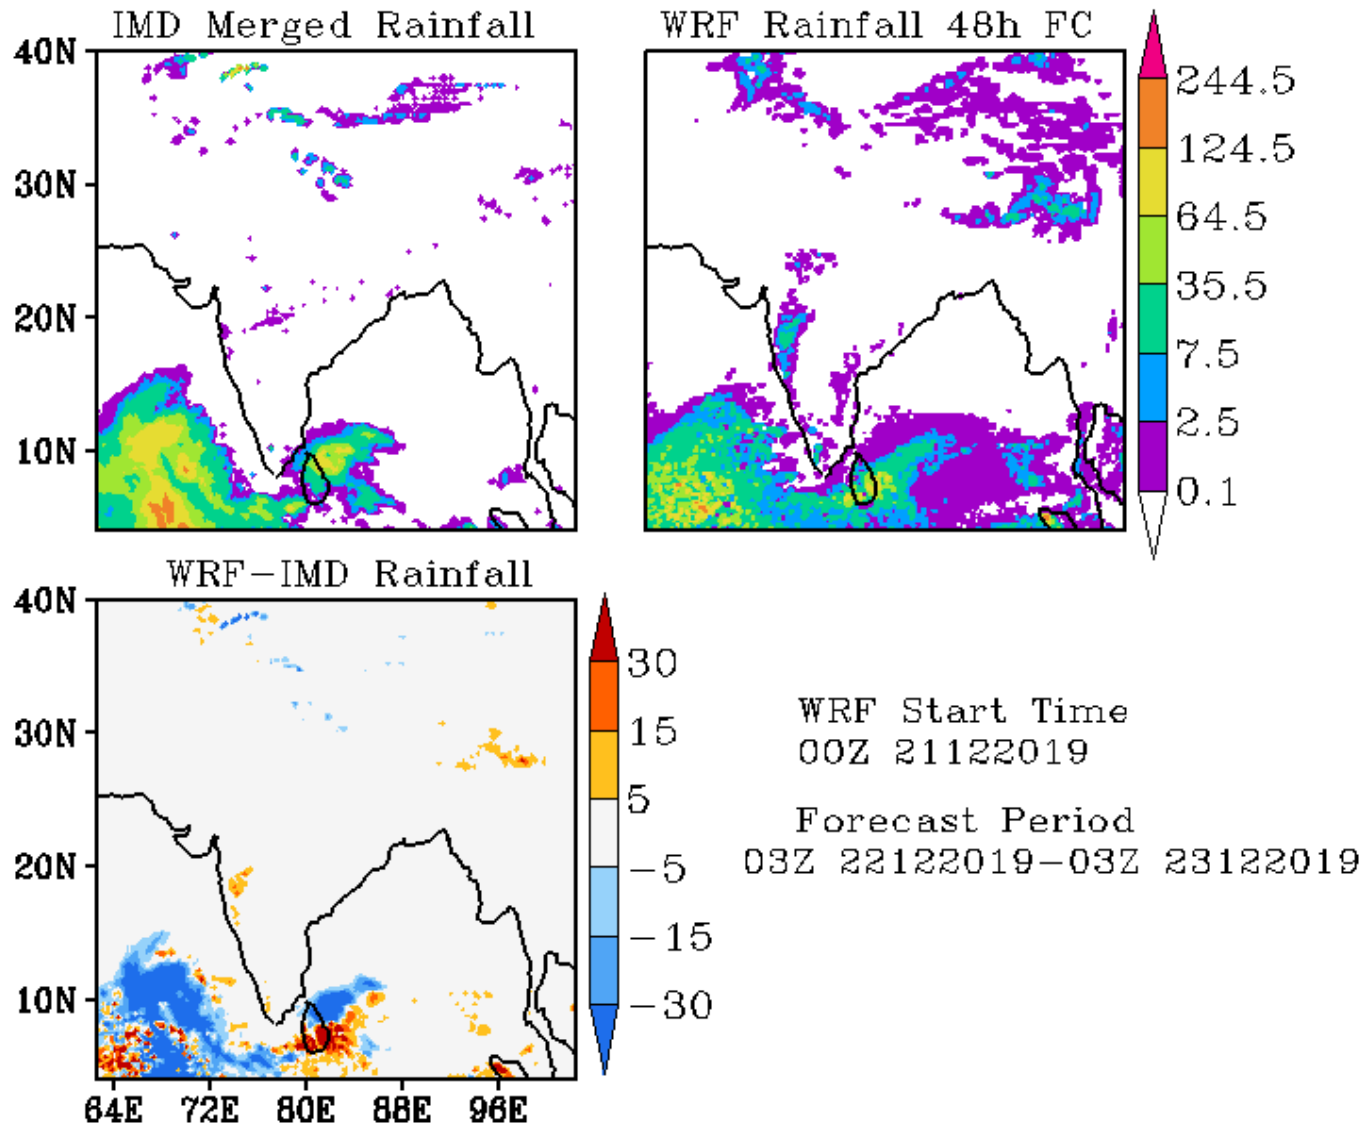 IMD Merged Rainfall
WRF Rainfall 48h FC
40N
30N
20N
10N
244.5
124.5
64.5
35.5
7.5
2.5
0.1
WRF-IMD Rainfall
40N
30N
20N
10N
64E 72E 80E 88E 96E
30
15
5
-5
-15
-30
WRF Start Time
00Z 21122019
Forecast Period
03Z 22122019-03Z 23122019